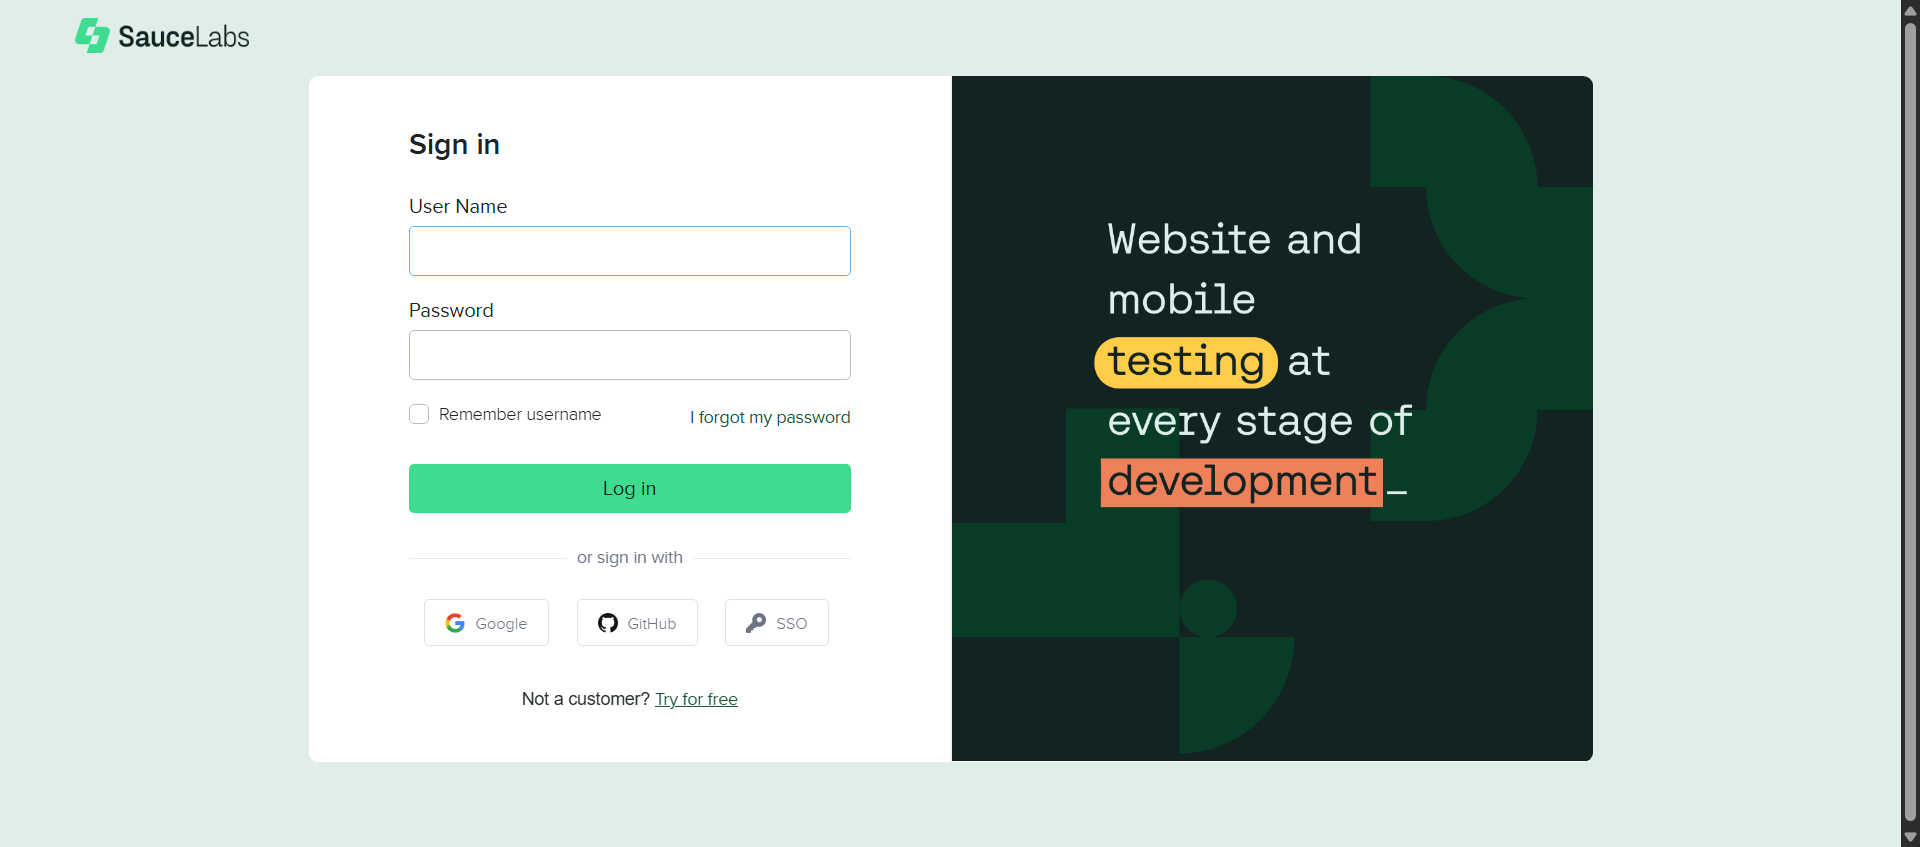 SauceLabs
Sign in
User Name
Password
Remember username
I forgot my password
Log in
or sign in with
Google
GitHub
SSO
Not a customer? Try for free
Website and
mobile
testing at
every stage of
development_